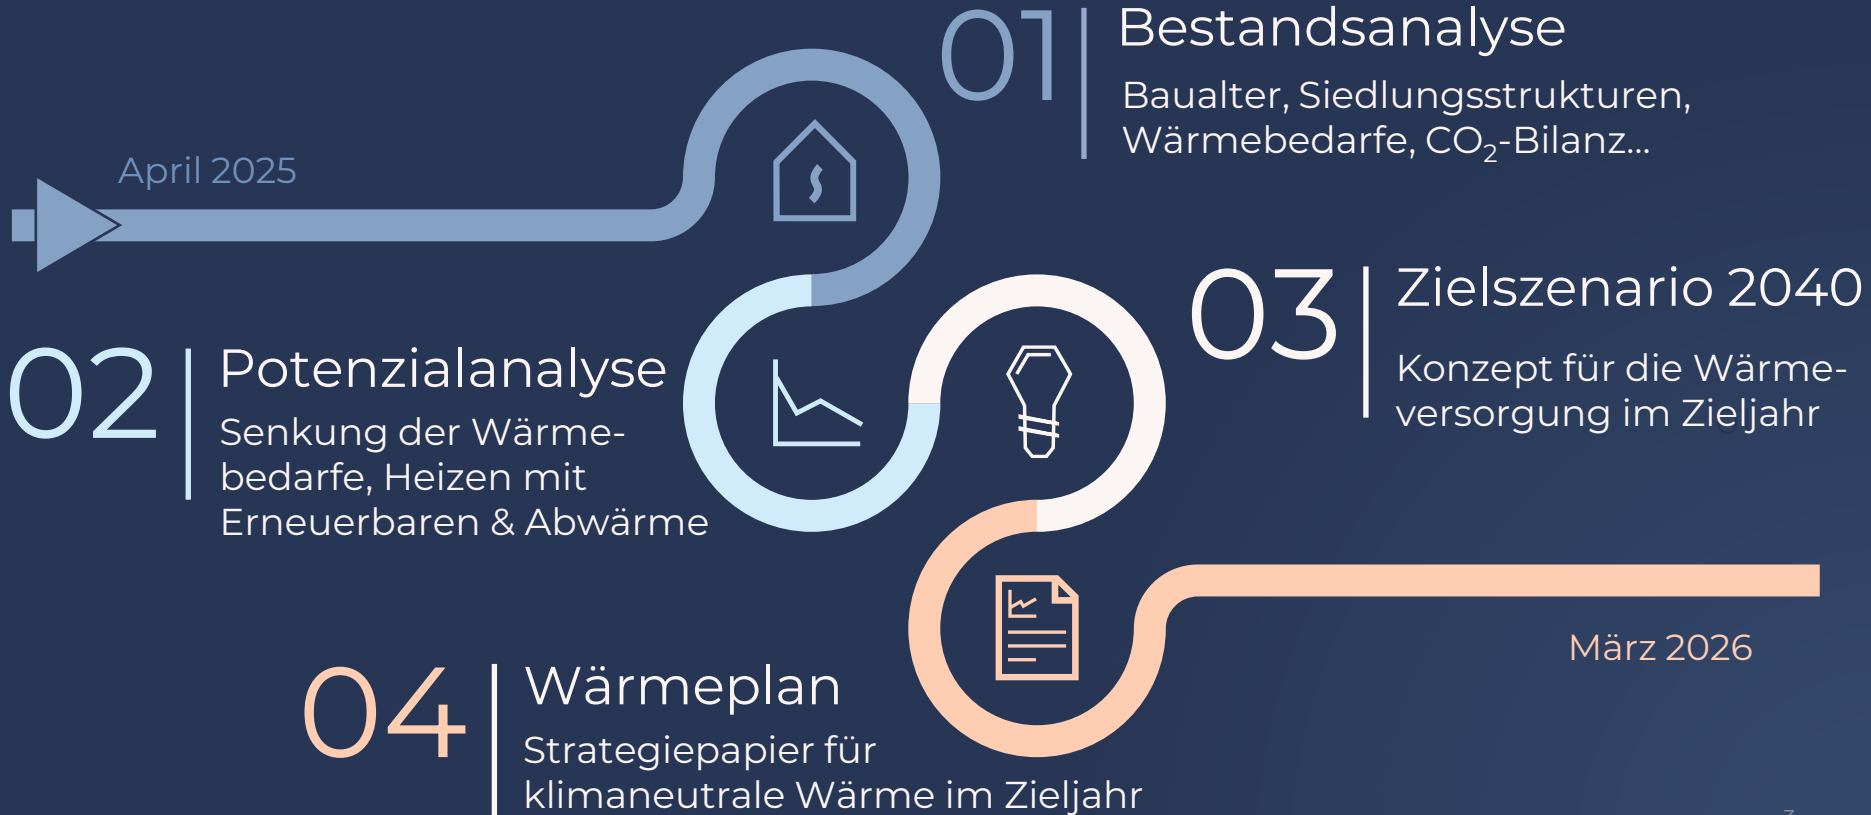 01
Bestandsanalyse
Baualter, Siedlungsstrukturen,
Wärmebedarfe, CO₂-Bilanz...
April 2025
02
Potenzialanalyse
Senkung der Wärme-
bedarfe, Heizen mit
Erneuerbaren & Abwärme
03
Zielszenario 2040
Konzept für die Wärme-
versorgung im Zieljahr
04
Wärmeplan
Strategiepapier für
klimaneutrale Wärme im Zieljahr
März 2026